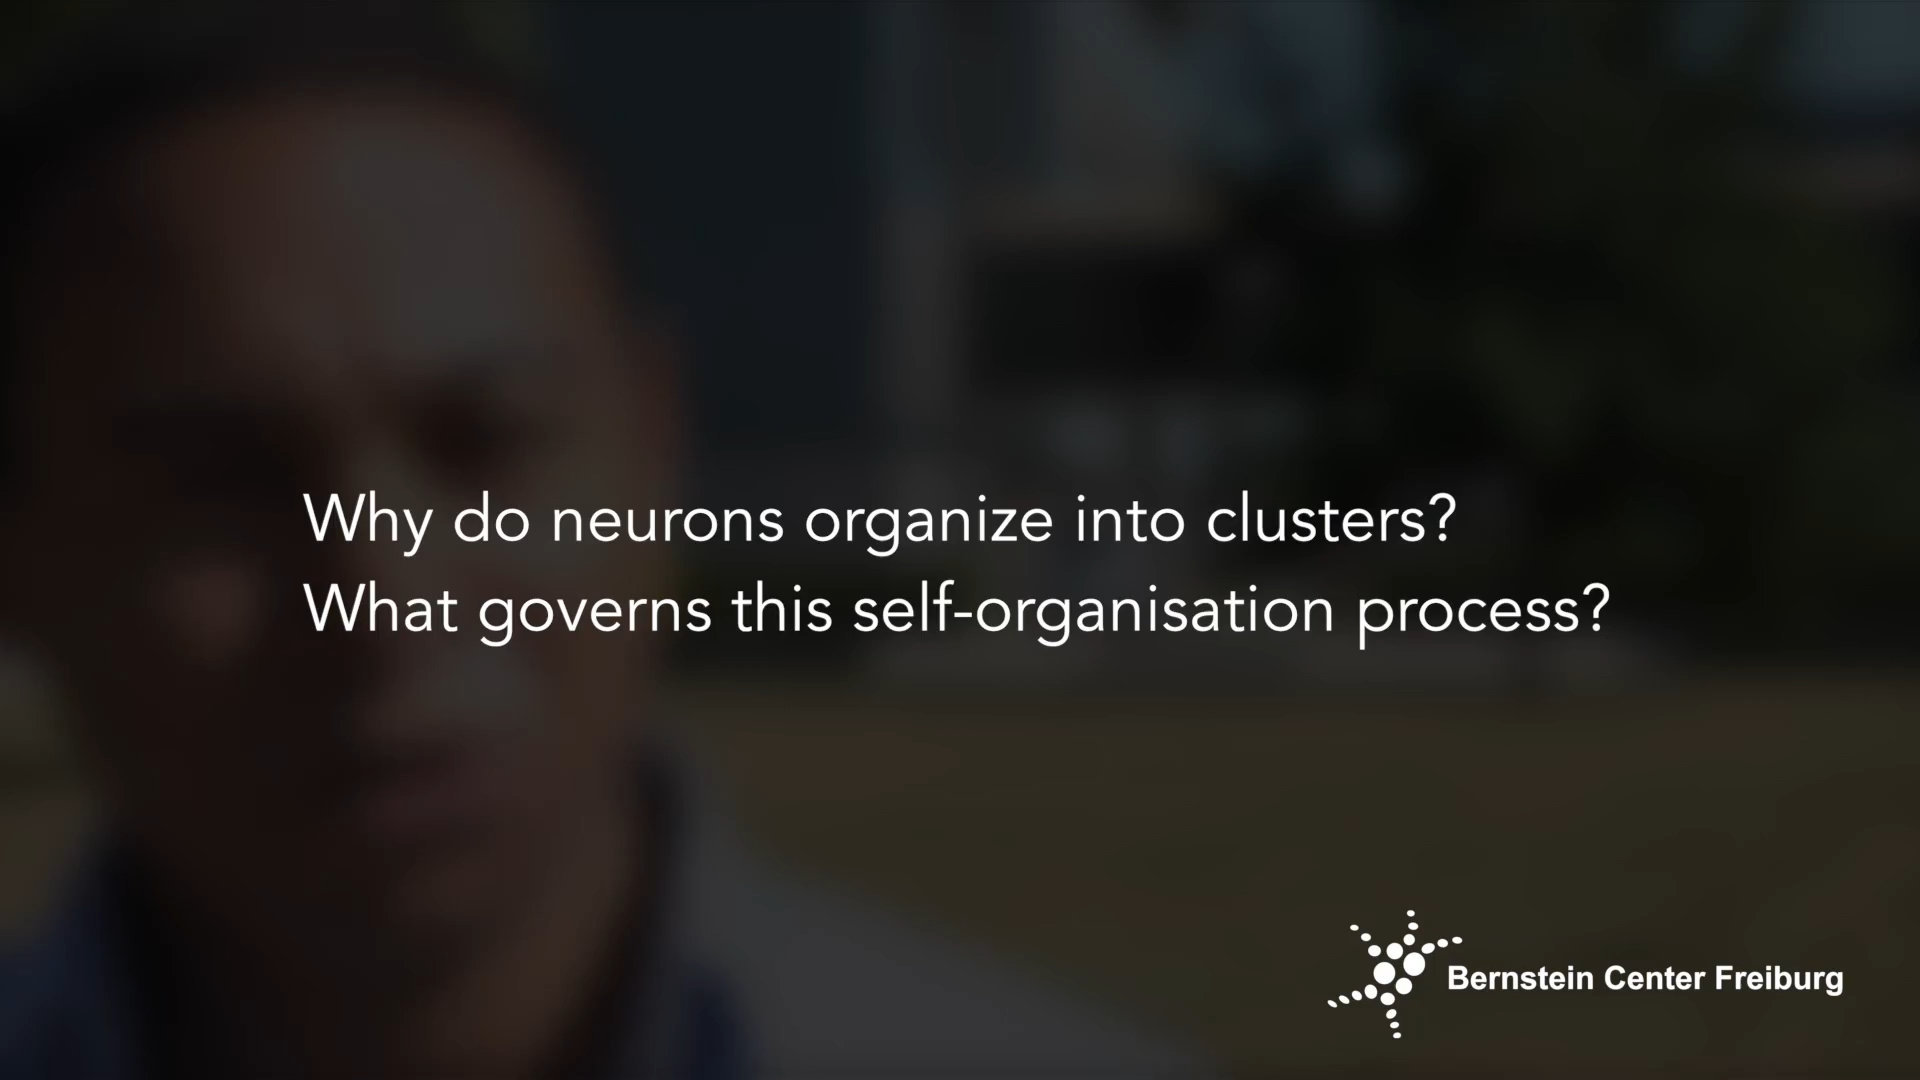 Why do neurons organize into clusters?
What governs this self-organisation process?
Bernstein Center Freiburg